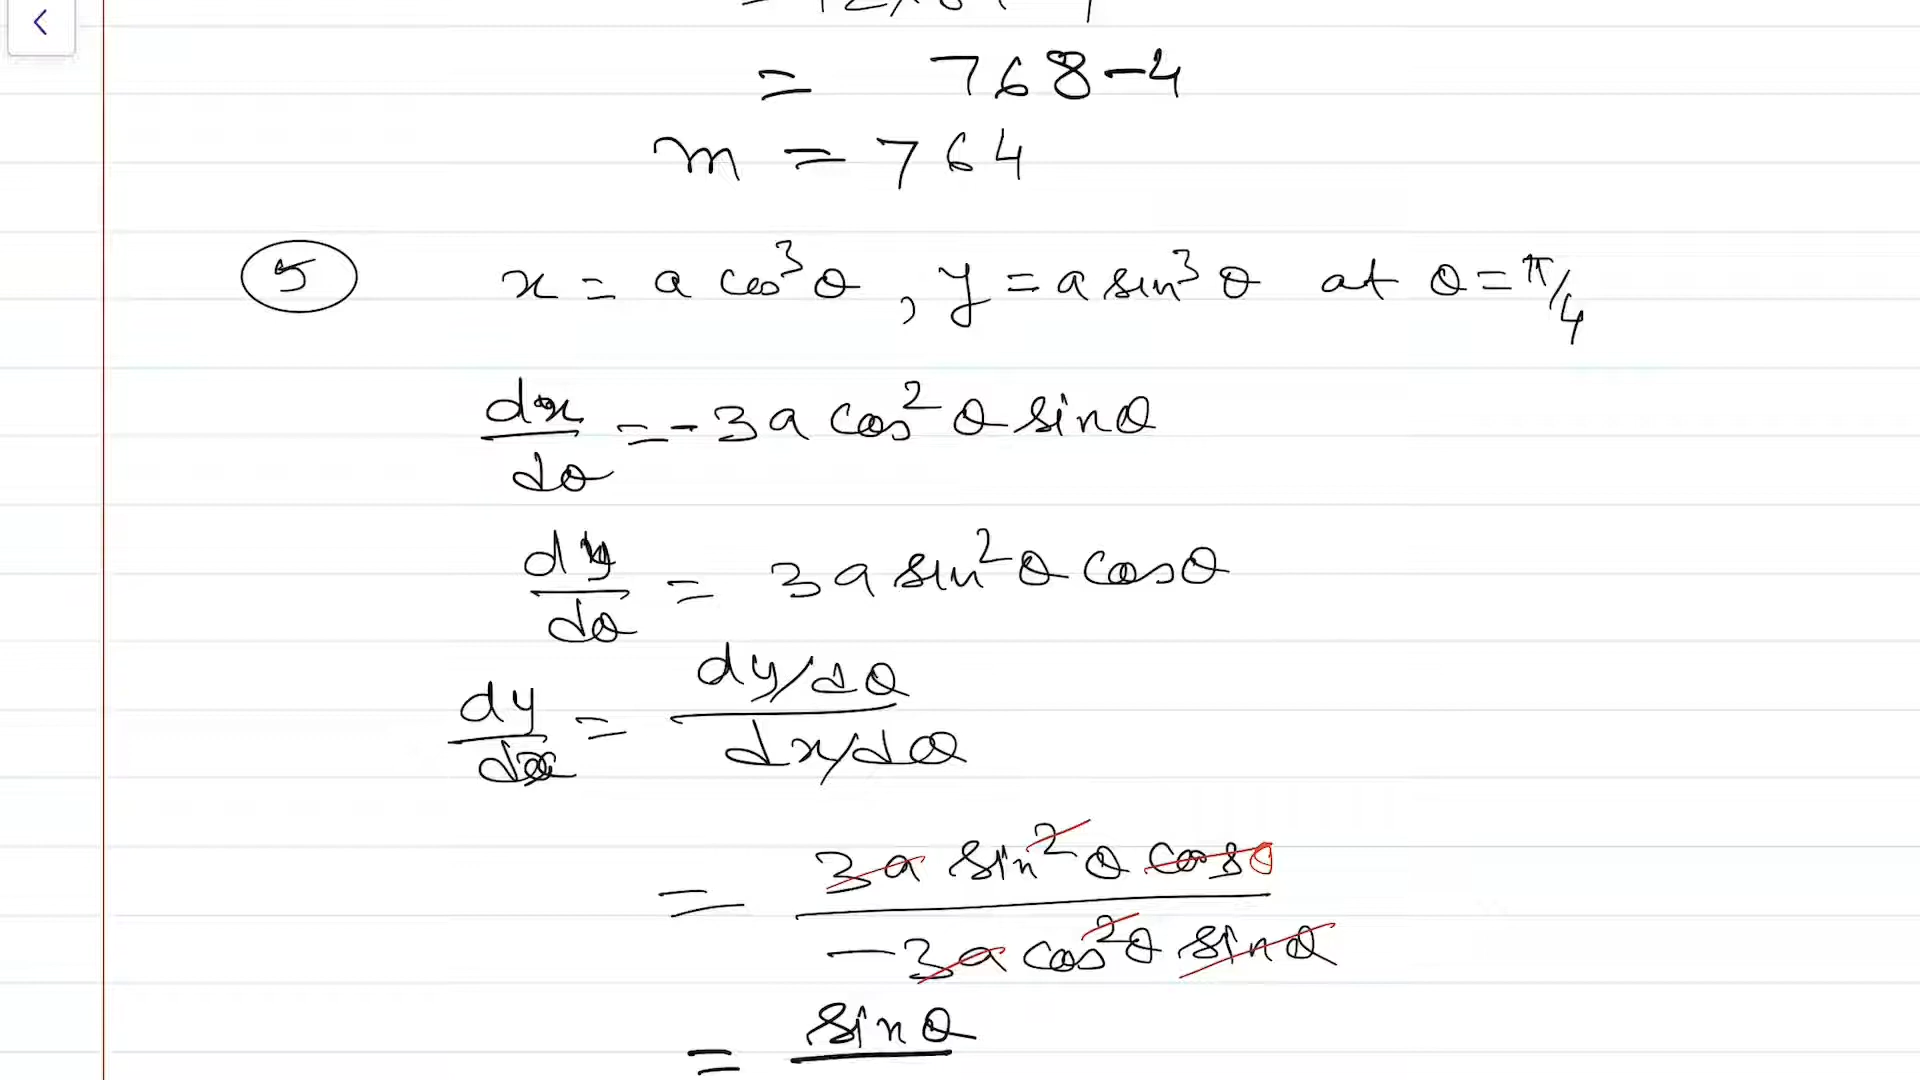 = 768-4
m = 764
5 x = a cos³θ , y = a sin³θ at θ = π/4
dx/dθ = -3a cos²θ sinθ
dy/dθ = 3a sin²θ cosθ
dy/dx = dy/dθ / dx/dθ
= 3a sin²θ cosθ / -3a cos²θ sinθ
= sinθ